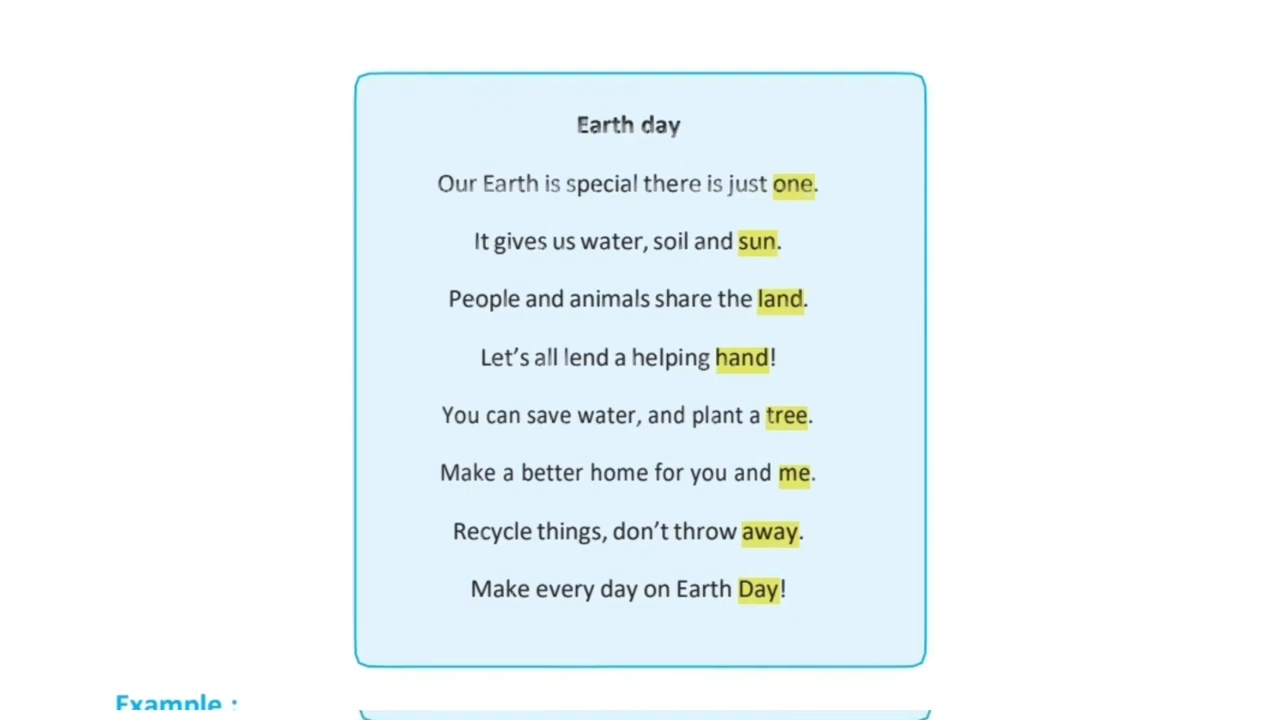 Earth day
Our Earth is special there is just one.
It gives us water, soil and sun.
People and animals share the land.
Let’s all lend a helping hand!
You can save water, and plant a tree.
Make a better home for you and me.
Recycle things, don’t throw away.
Make every day on Earth Day!
Example :